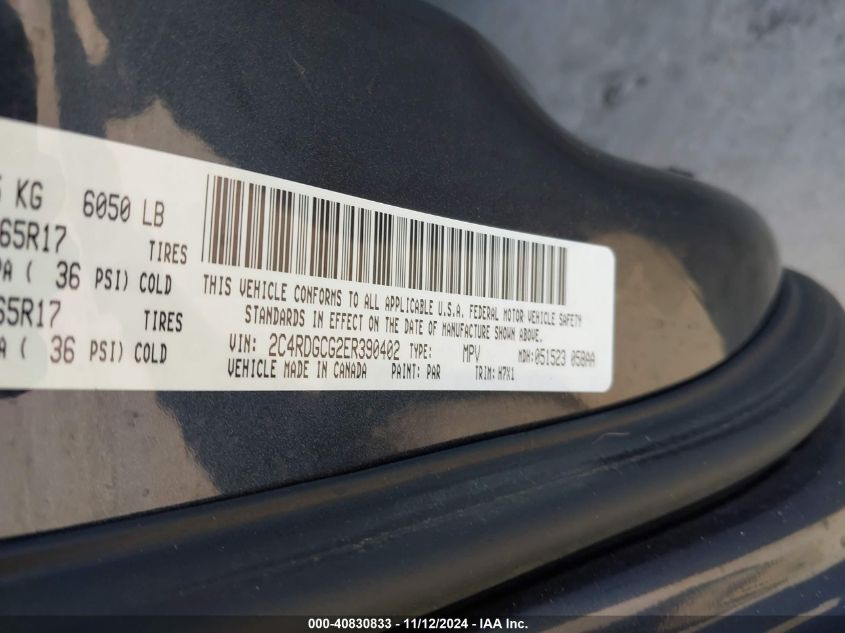 KG 6050 LB
65R17 TIRES
PA ( 36 PSI) COLD
65R17 TIRES
( 36 PSI) COLD
THIS VEHICLE CONFORMS TO ALL APPLICABLE U.S.A. FEDERAL MOTOR VEHICLE SAFETY
STANDARDS IN EFFECT ON THE DATE OF MANUFACTURE SHOWN ABOVE.
VIN: 2C4RDGCG2ER390402 TYPE: MPV MDH: 051523 058AA
VEHICLE MADE IN CANADA PAINT: PAR TRIM: H7X1
000-40830833 - 11/12/2024 - IAA Inc.